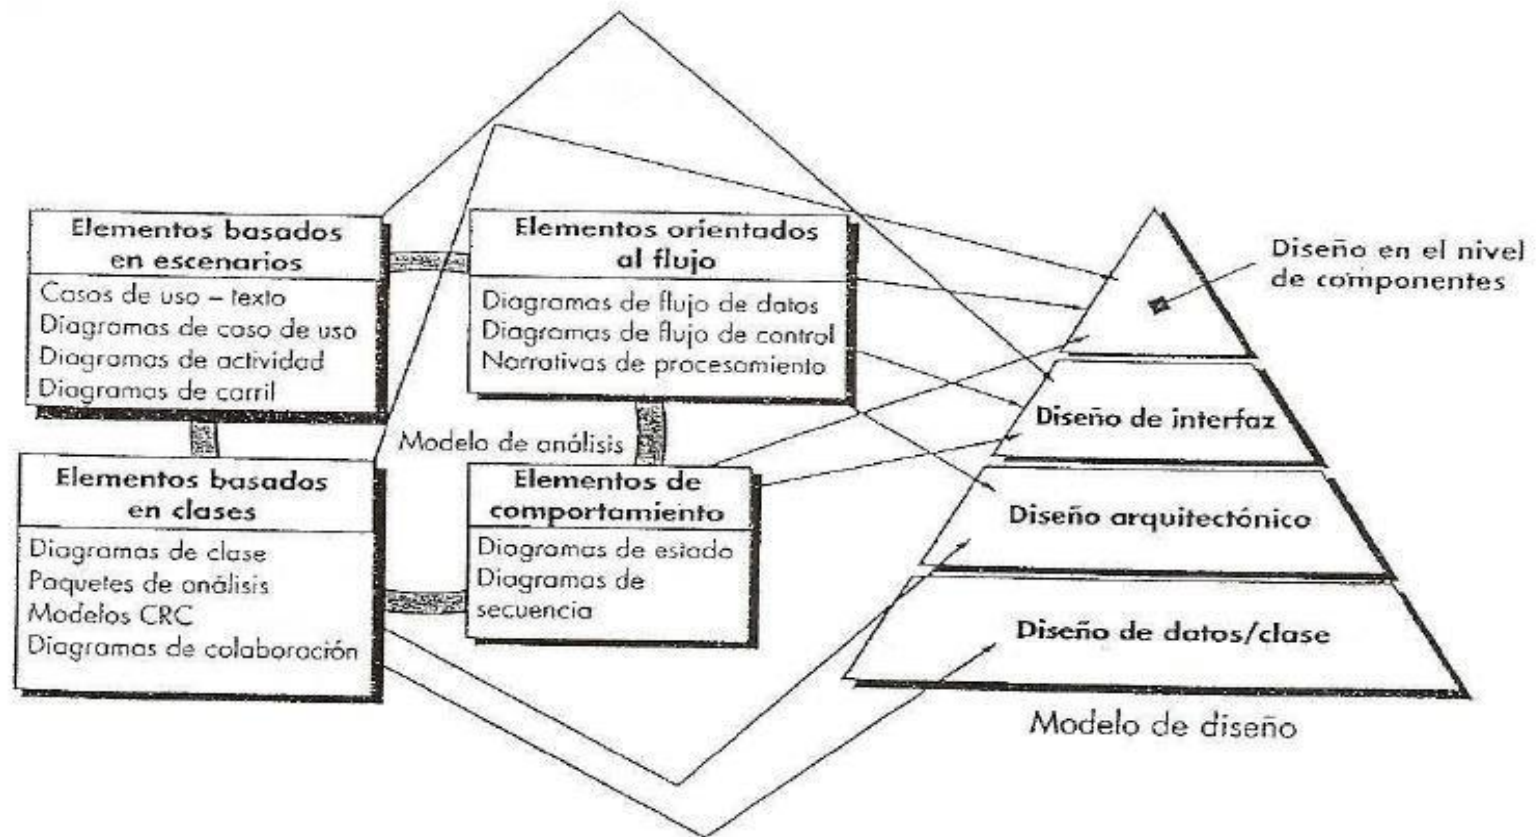 Elementos basados
en escenarios
Casos de uso – texto
Diagramas de caso de uso
Diagramas de actividad
Diagramas de carril
Elementos orientados
al flujo
Diagramas de flujo de datos
Diagramas de flujo de control
Narrativas de procesamiento
Modelo de análisis
Elementos basados
en clases
Diagramas de clase
Paquetes de análisis
Modelos CRC
Diagramas de colaboración
Elementos de
comportamiento
Diagramas de estado
Diagramas de
secuencia
Diseño en el nivel
de componentes
Diseño de interfaz
Diseño arquitectónico
Diseño de datos/clase
Modelo de diseño